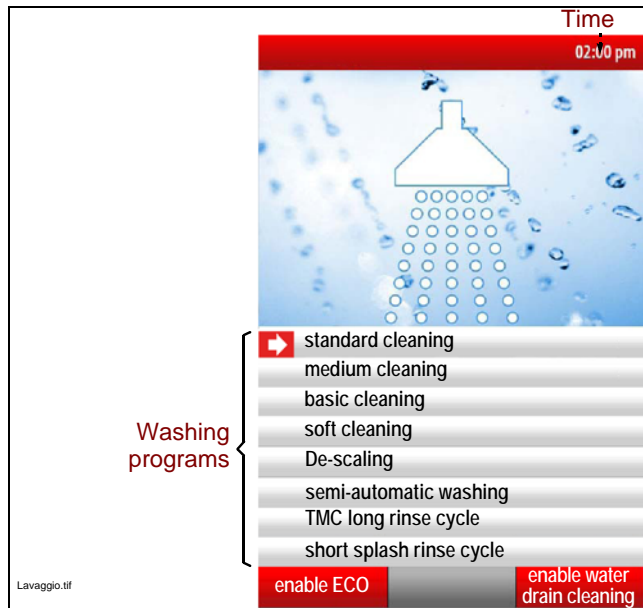 Time
02:00 pm
standard cleaning
medium cleaning
basic cleaning
soft cleaning
Washing
programs
De-scaling
semi-automatic washing
TMC long rinse cycle
short splash rinse cycle
Lavaggio.tif
enable ECO
enable water
drain cleaning